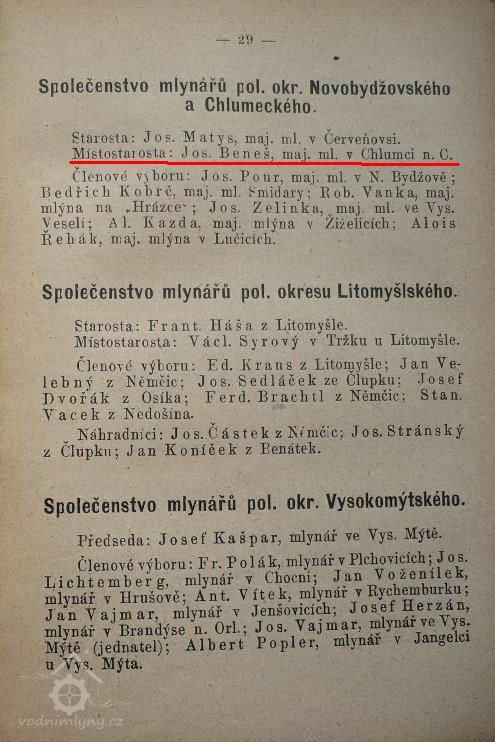 — 29 —
Společenstvo mlynářů pol. okr. Novobydžovského
a Chlumeckého.
Starosta: Jos. Matys, maj. ml. v Červeňovsi.
Místostarosta: Jos. Beneš, maj. ml. v Chlumci n. C.
Členové výboru: Jos. Pour, maj. ml. v N. Bydžově;
Bedřich Kobrč, maj. ml. Smidary; Rob. Vanka, maj.
mlýna na „Hrázce"; Jos. Zelinka, maj. ml. ve Vys.
Veselí; Al. Kazda, maj. mlýna v Žiželicích; Alois
Řehák, maj. mlýna v Lučicích.
Společenstvo mlynářů pol. okresu Litomyšlského.
Starosta: Frant. Háša z Litomyšle.
Místostarosta: Václ. Syrový v Tržku u Litomyšle.
Členové výboru: Ed. Kraus z Litomyšle; Jan Ve-
lebný z Němčic; Jos. Sedláček ze Člupku; Josef
Dvořák z Osíka; Ferd. Brachtl z Němčic; Stan.
Vacek z Nedošína.
Náhradníci: Jos. Částek z Němčic; Jos. Stránský
z Člupku; Jan Koníček z Benátek.
Společenstvo mlynářů pol. okr. Vysokomýtského.
Předseda: Josef Kašpar, mlynář ve Vys. Mýtě.
Členové výboru: Fr. Polák, mlynář v Plchovicích; Jos.
Lichtemberg, mlynář v Chocni; Jan Voženílek,
mlynář v Hrušově; Ant. Vítek, mlynář v Rychemburku;
Jan Vajmar, mlynář v Jenšovicích; Josef Herzán,
mlynář v Brandýse n. Orl.; Jos. Vajmar, mlynář ve Vys.
Mýtě (jednatel); Albert Popler, mlynář v Jangelci
u Vys. Mýta.
vodnimlyny.cz